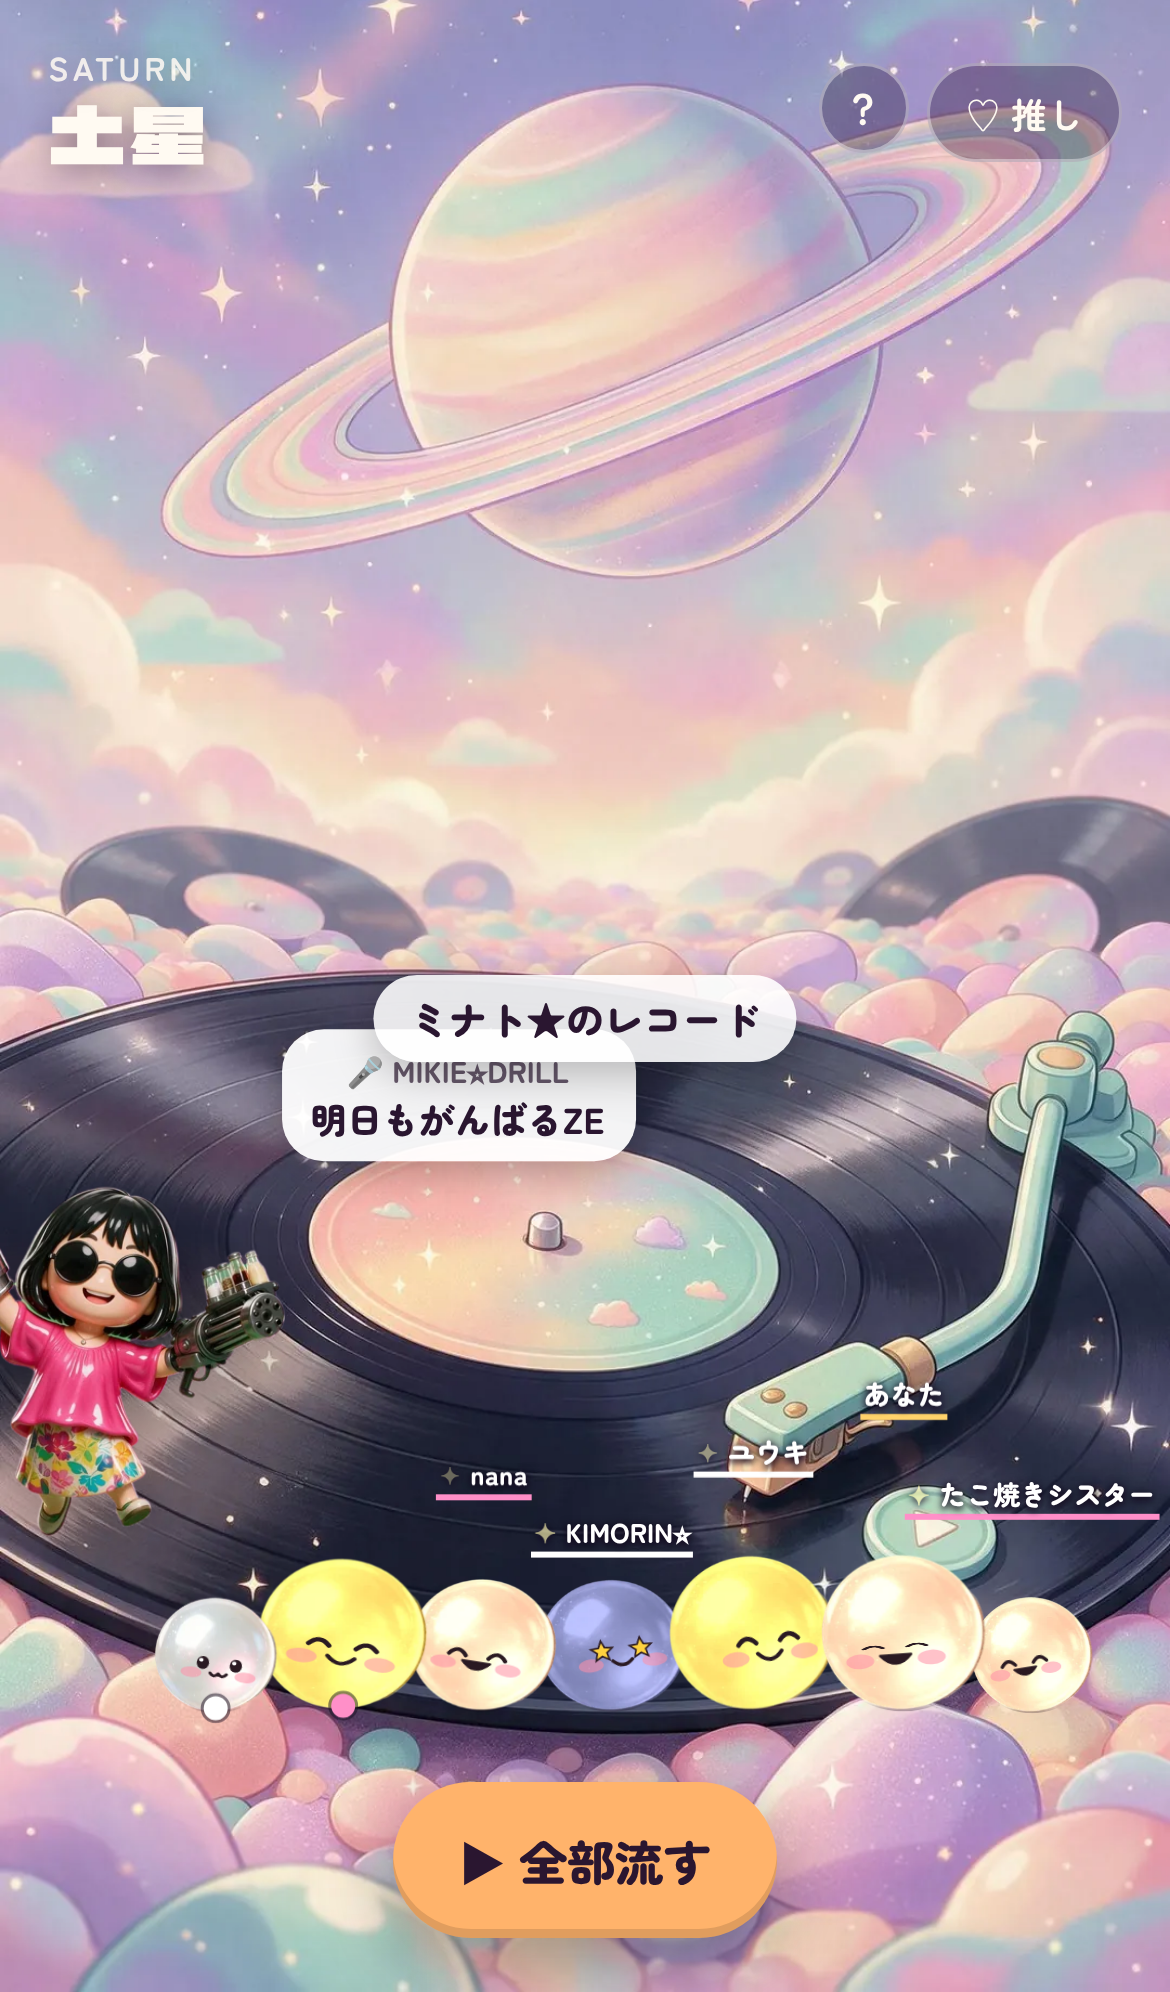 SATURN
土星
?
♡ 推し
ミナト★のレコード
🎤 MIKIE★DRILL
明日もがんばるZE
あなた
ユウキ
nana
たこ焼きシスター
KIMORIN★
▶ 全部流す